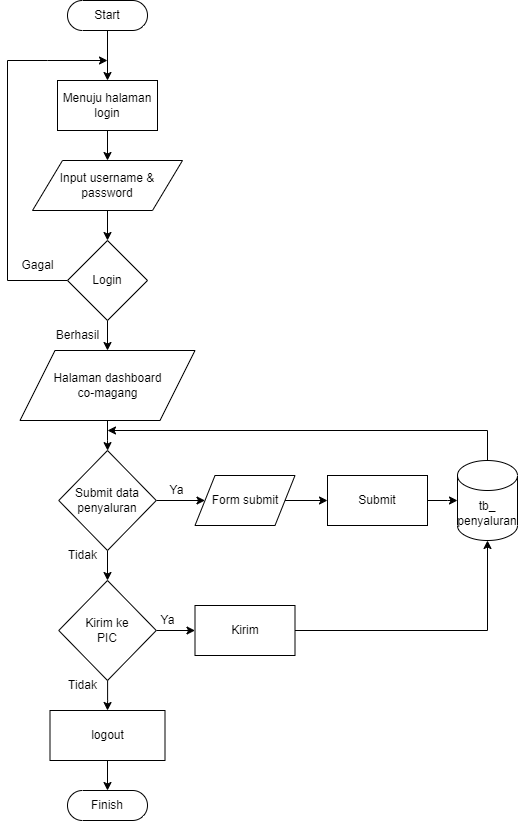 Start
Menuju halaman
login
Input username &
password
Gagal
Login
Berhasil
Halaman dashboard
co-magang
Submit data
penyaluran
Ya
Form submit
Submit
tb_
penyaluran
Tidak
Kirim ke
PIC
Ya
Kirim
Tidak
logout
Finish